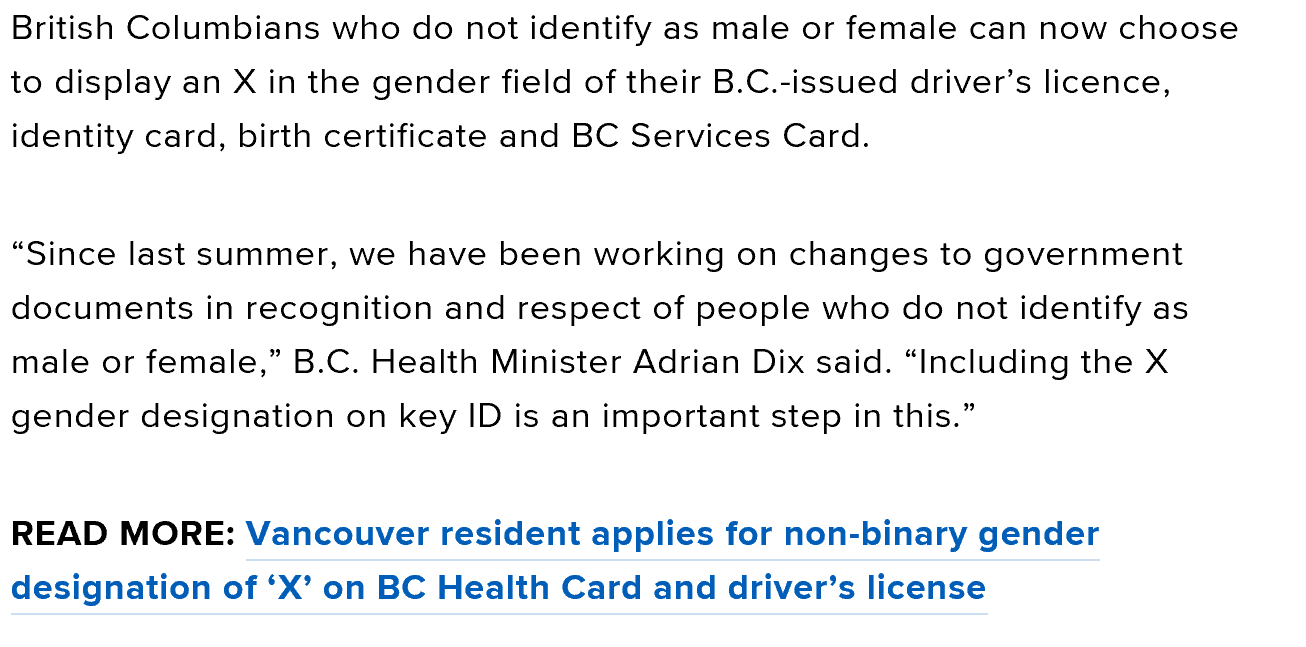 British Columbians who do not identify as male or female can now choose
to display an X in the gender field of their B.C.-issued driver’s licence,
identity card, birth certificate and BC Services Card.
“Since last summer, we have been working on changes to government
documents in recognition and respect of people who do not identify as
male or female,” B.C. Health Minister Adrian Dix said. “Including the X
gender designation on key ID is an important step in this.”
READ MORE: Vancouver resident applies for non-binary gender
designation of ‘X’ on BC Health Card and driver’s license